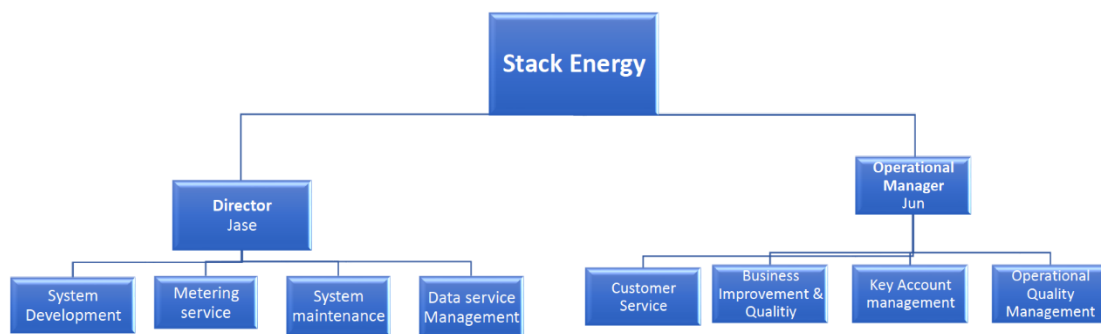 Stack Energy
Operational
Manager
Jun
Director
Jase
System
Development
Metering
service
System
maintenance
Data service
Management
Customer
Service
Business
Improvement &
Qualitiy
Key Account
management
Operational
Quality
Management